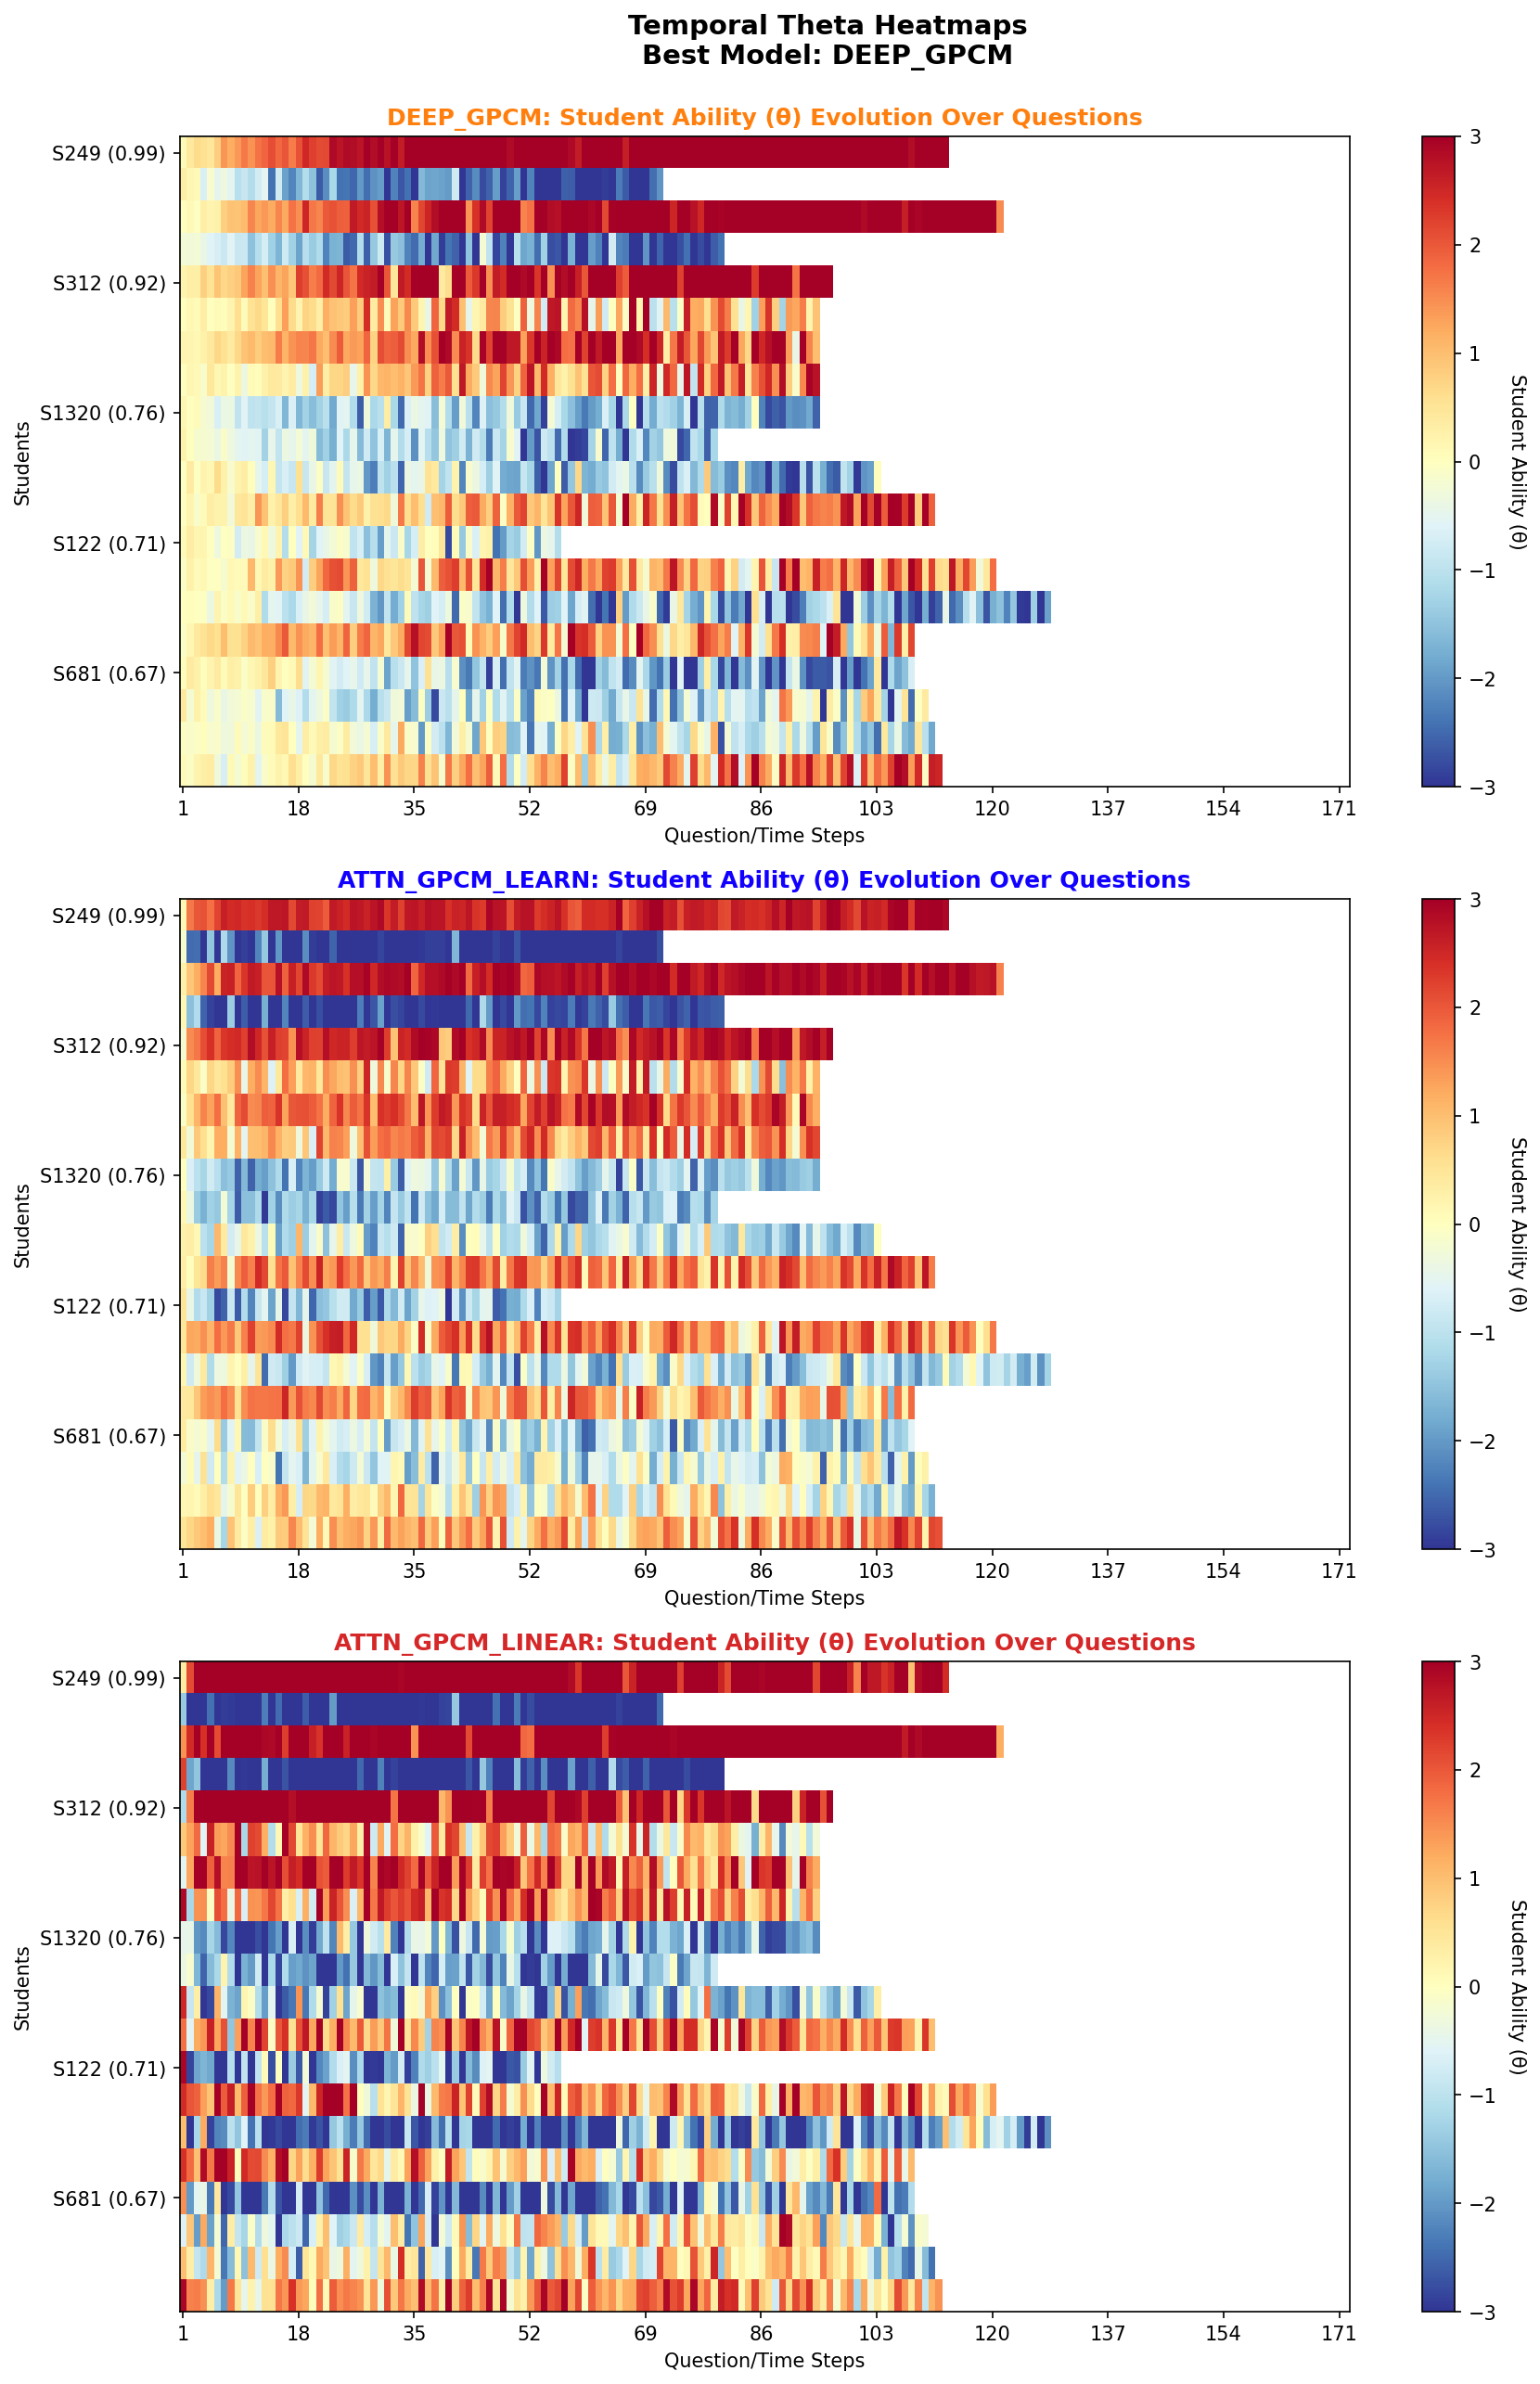 Temporal Theta Heatmaps
Best Model: DEEP_GPCM
DEEP_GPCM: Student Ability (θ) Evolution Over Questions
S249 (0.99)
S312 (0.92)
S1320 (0.76)
S122 (0.71)
S681 (0.67)
Students
1 18 35 52 69 86 103 120 137 154 171
Question/Time Steps
3
2
1
0
−1
−2
−3
Student Ability (θ)
ATTN_GPCM_LEARN: Student Ability (θ) Evolution Over Questions
S249 (0.99)
S312 (0.92)
S1320 (0.76)
S122 (0.71)
S681 (0.67)
Students
1 18 35 52 69 86 103 120 137 154 171
Question/Time Steps
3
2
1
0
−1
−2
−3
Student Ability (θ)
ATTN_GPCM_LINEAR: Student Ability (θ) Evolution Over Questions
S249 (0.99)
S312 (0.92)
S1320 (0.76)
S122 (0.71)
S681 (0.67)
Students
1 18 35 52 69 86 103 120 137 154 171
Question/Time Steps
3
2
1
0
−1
−2
−3
Student Ability (θ)